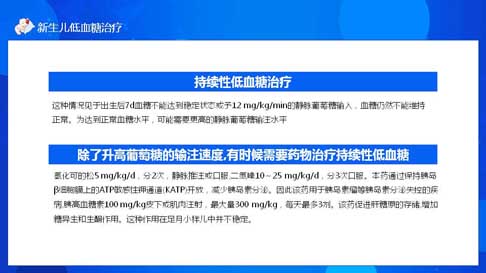 新生儿低血糖治疗
持续性低血糖治疗
这种情况见于出生后7d血糖不能达到稳定状态或予12 mg/kg/min的静脉葡萄糖输入，血糖仍然不能维持
正常。为达到正常血糖水平，可能需要更高的静脉葡萄糖输注水平
除了升高葡萄糖的输注速度,有时候需要药物治疗持续性低血糖
氢化可的松5 mg/kg/d，分2次，静脉推注或口服,二氮嗪10～25 mg/kg/d，分3次口服。本药通过保持胰岛
β细胞膜上的ATP敏感性钾通道(KATP)开放，减少胰岛素分泌。因此该药用于胰岛素瘤等胰岛素分泌失控的疾
病,胰高血糖素100 mg/kg皮下或肌肉注射，最大量300 mg/kg，每天最多3剂。该药促进肝糖原的存储,增加
糖异生和生酮作用。这种作用在足月小样儿中并不稳定。